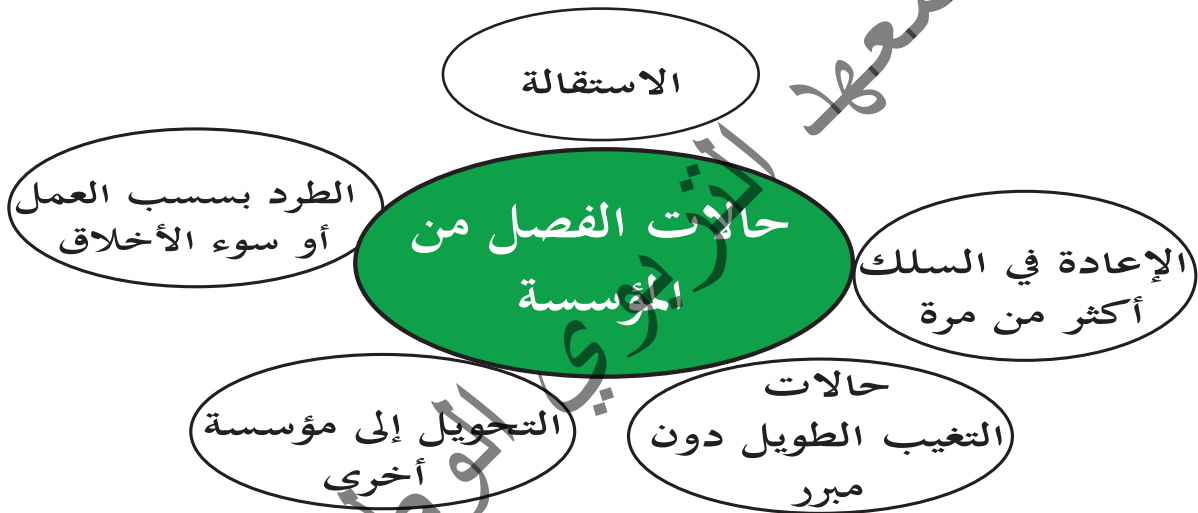 الاستقالة
حالات الفصل من
المؤسسة
الإعادة في السلك
أكثر من مرة
حالات
التغيب الطويل دون
مبرر
التحويل إلى مؤسسة
أخرى
الطرد بسسب العمل
أو سوء الأخلاق